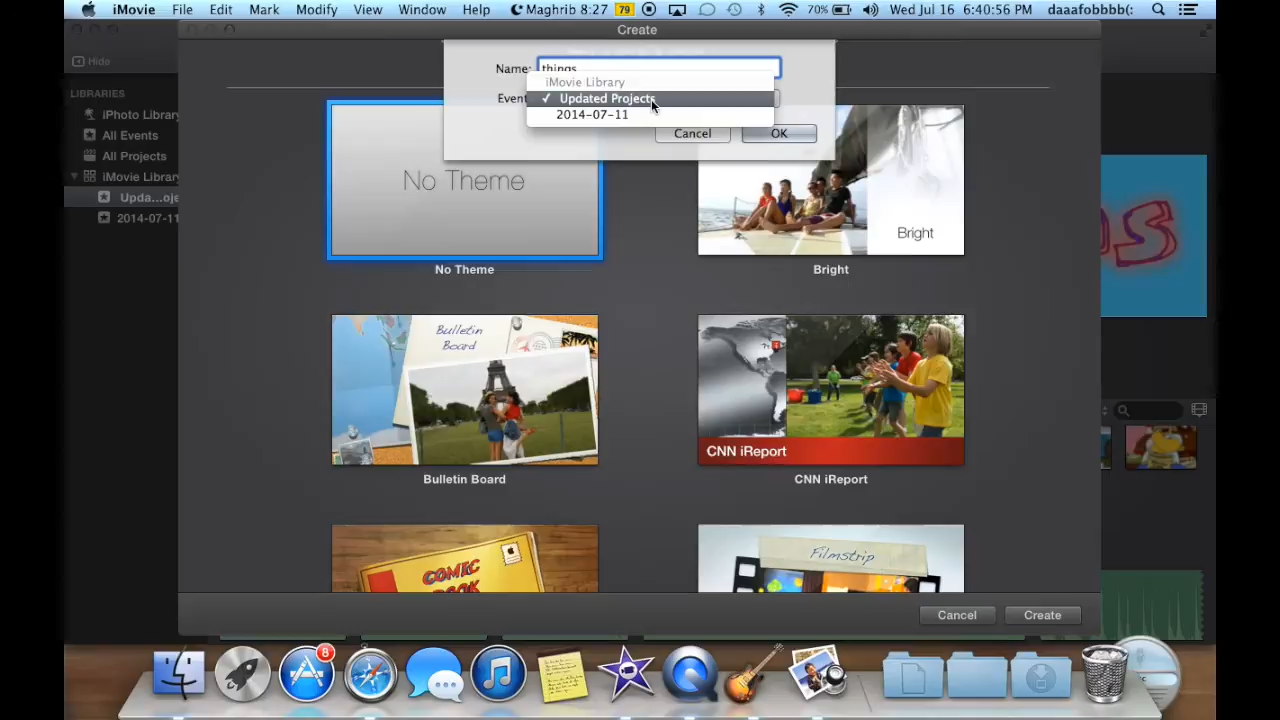 iMovie File Edit Mark Modify View Window Help Maghrib 8:27 79 70% Wed Jul 16 6:40:56 PM daaafobbbb(:
Create
Hide
Name: things
iMovie Library
Event ✓ Updated Projects
2014-07-11
Cancel OK
LIBRARIES
iPhoto Library
All Events
All Projects
iMovie Library
Upda...oje
2014-07-11
No Theme
Bright
No Theme
Bright
Bulletin Board
CNN iReport
Bulletin Board
CNN iReport
COMIC BOOK
Filmstrip
Cancel Create
8